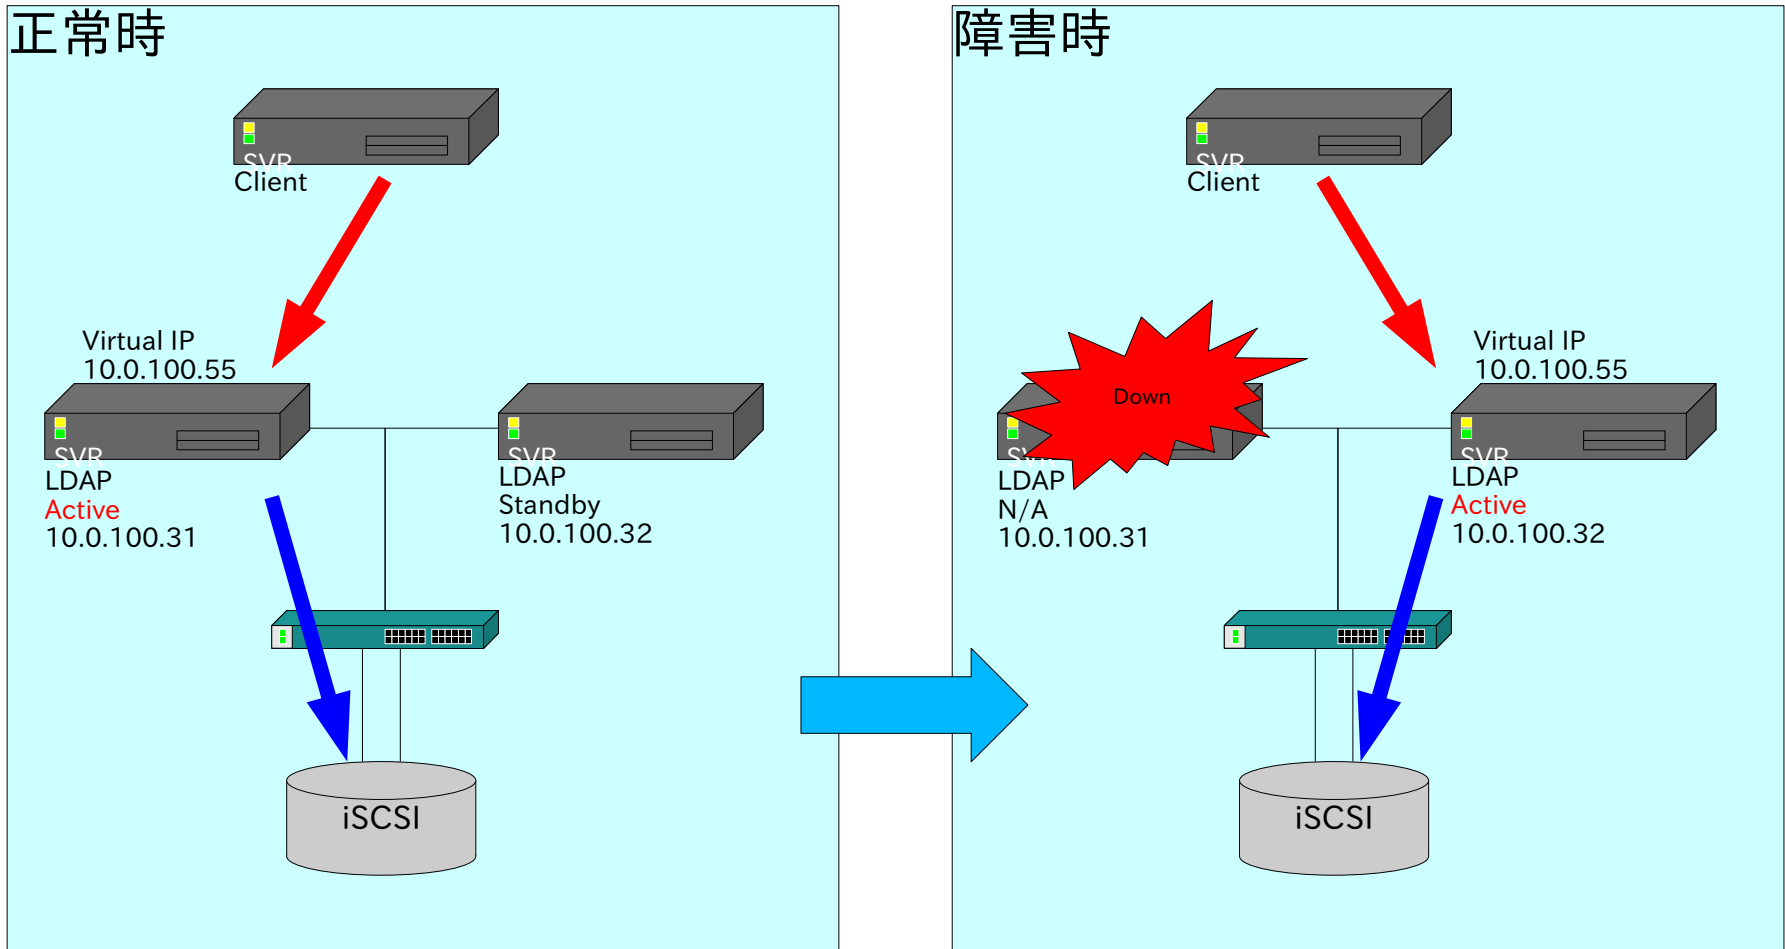 正常時
SVR
Client
Virtual IP
10.0.100.55
SVR
LDAP
Active
10.0.100.31
SVR
LDAP
Standby
10.0.100.32
iSCSI
障害時
SVR
Client
Down
SVR
LDAP
N/A
10.0.100.31
Virtual IP
10.0.100.55
SVR
LDAP
Active
10.0.100.32
iSCSI